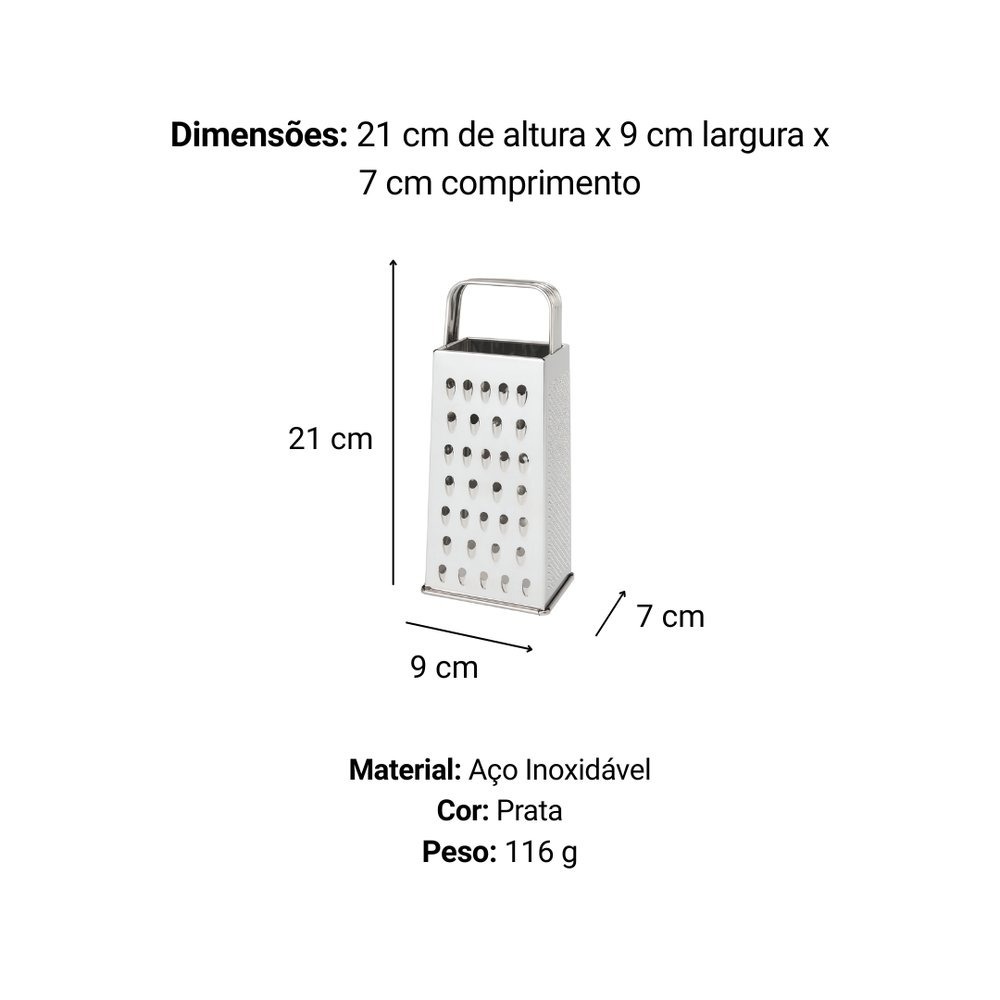 Dimensões: 21 cm de altura x 9 cm largura x
7 cm comprimento
21 cm
7 cm
9 cm
Material: Aço Inoxidável
Cor: Prata
Peso: 116 g